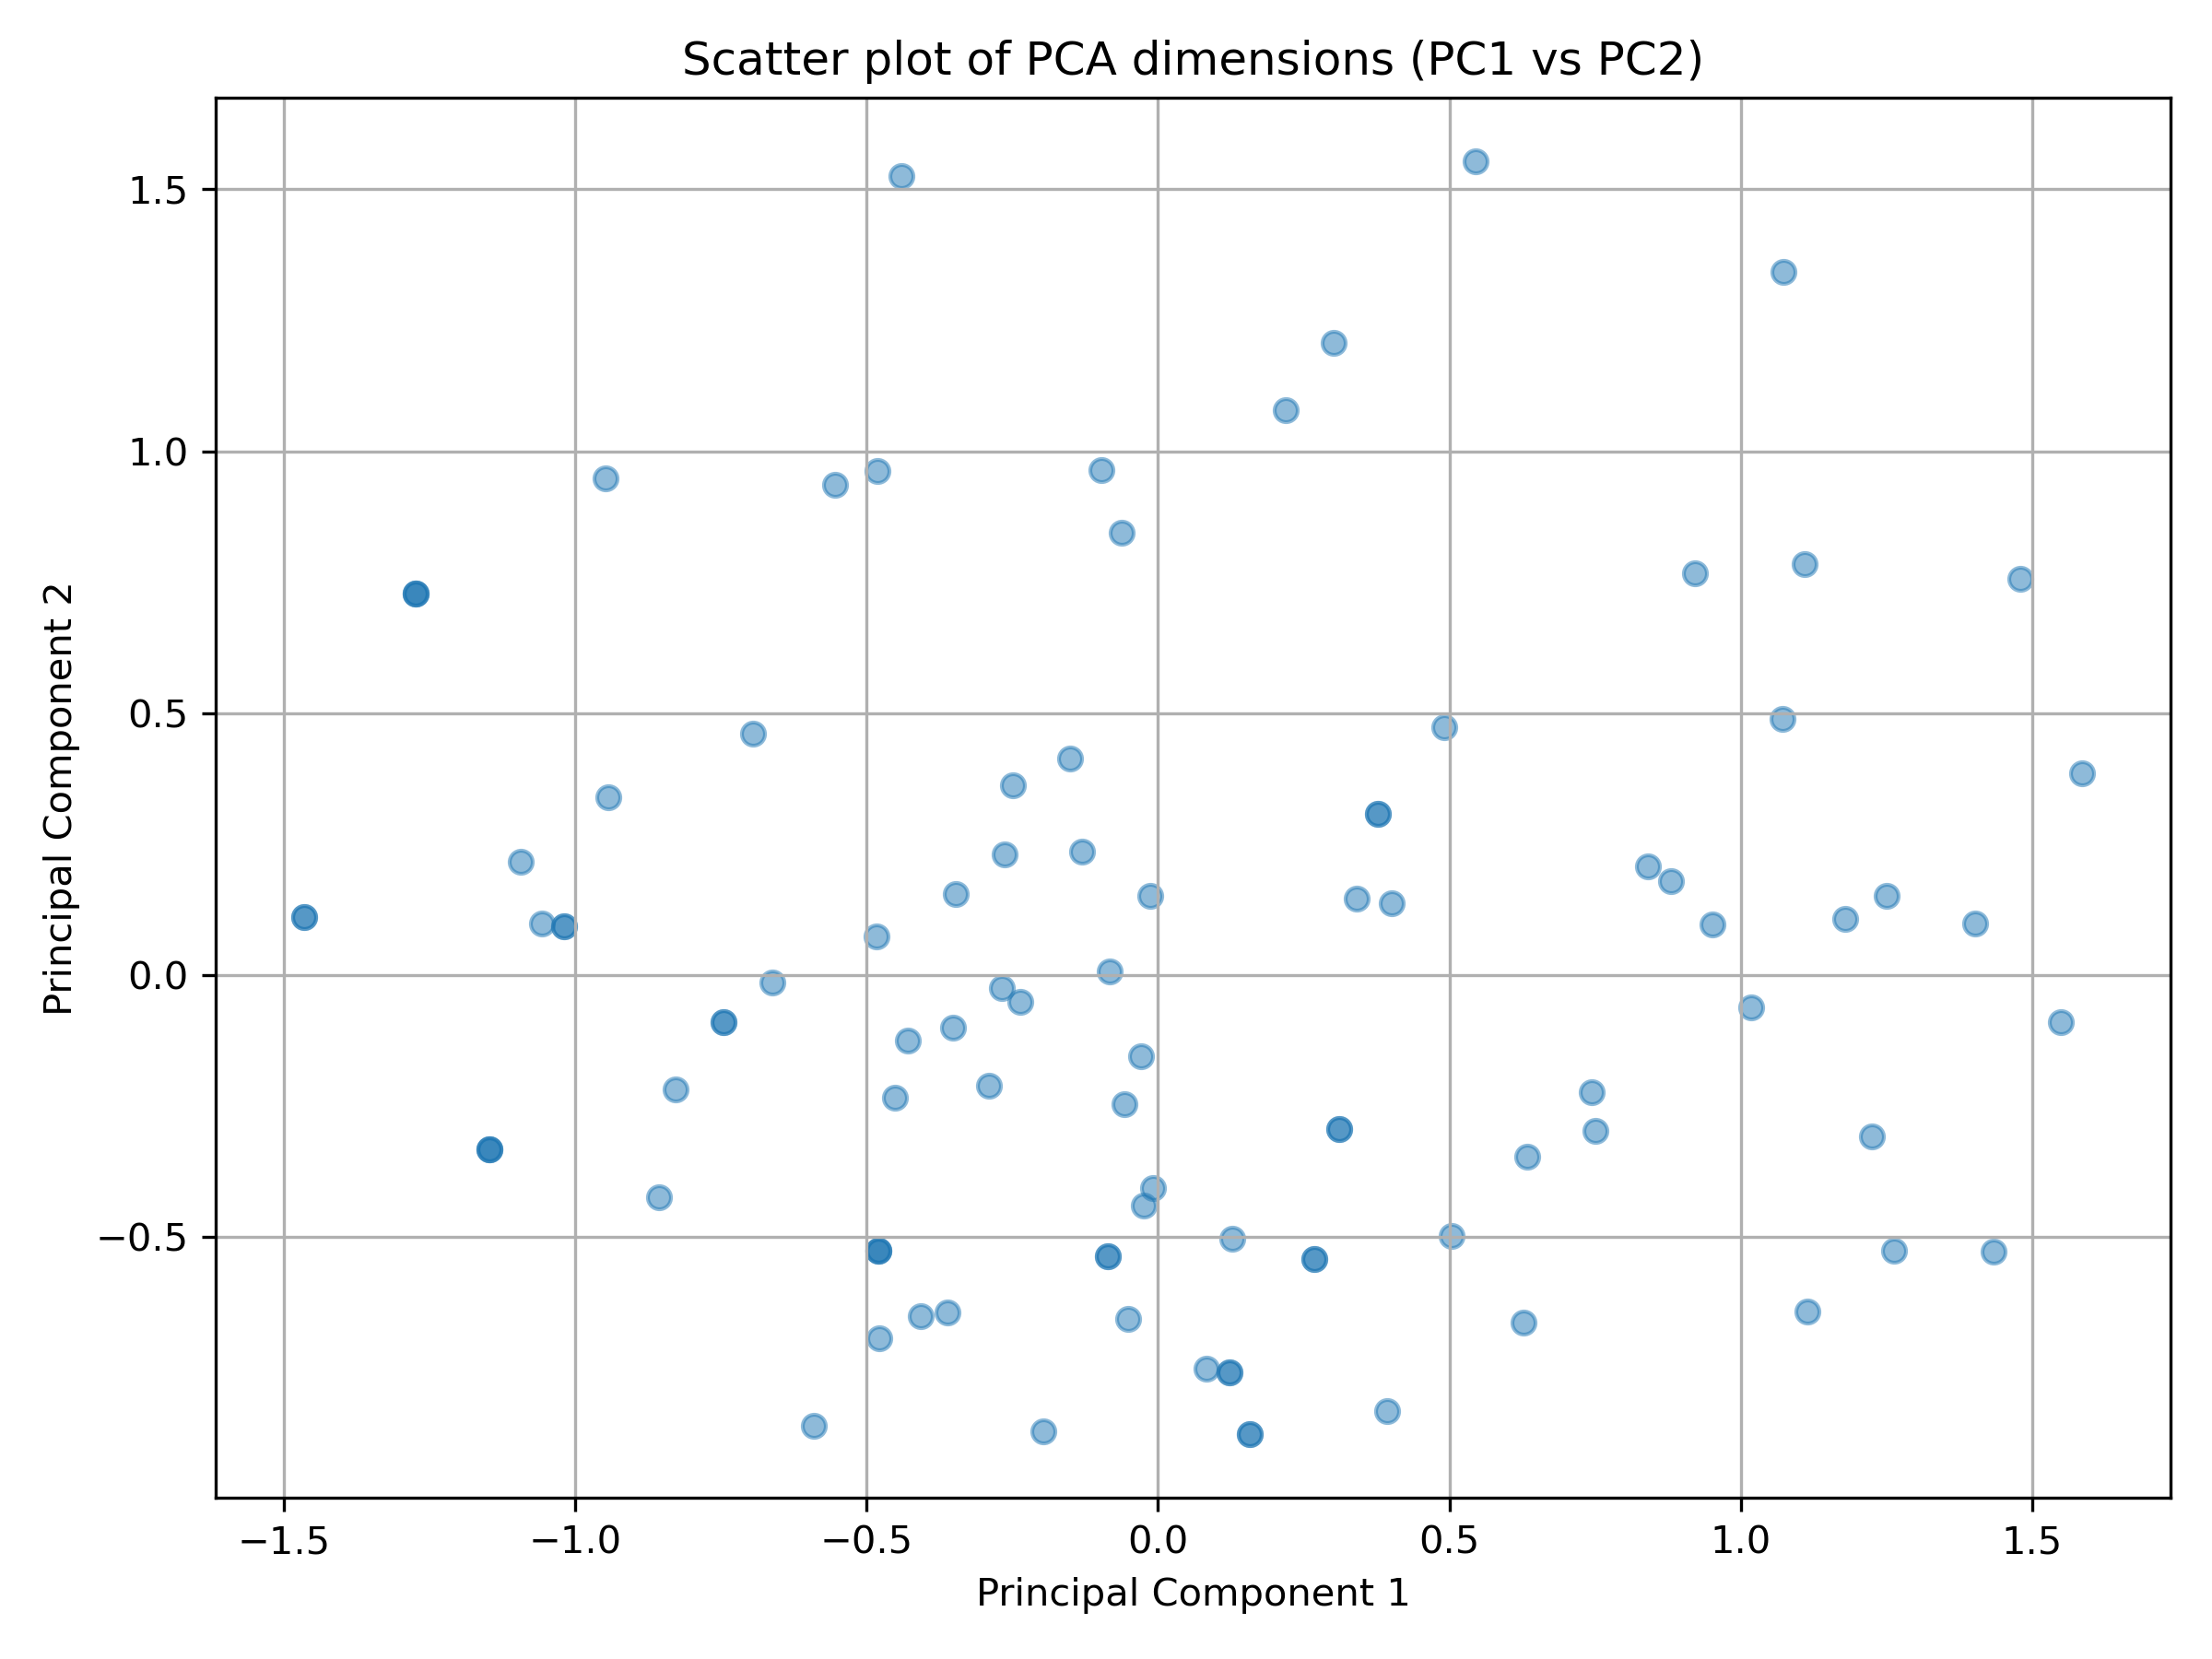 Scatter plot of PCA dimensions (PC1 vs PC2)
1.5
1.0
0.5
0.0
−0.5
Principal Component 2
−1.5 −1.0 −0.5 0.0 0.5 1.0 1.5
Principal Component 1